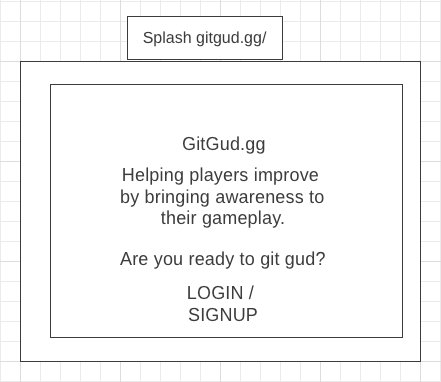 Splash gitgud.gg/
GitGud.gg
Helping players improve
by bringing awareness to
their gameplay.
Are you ready to git gud?
LOGIN /
SIGNUP